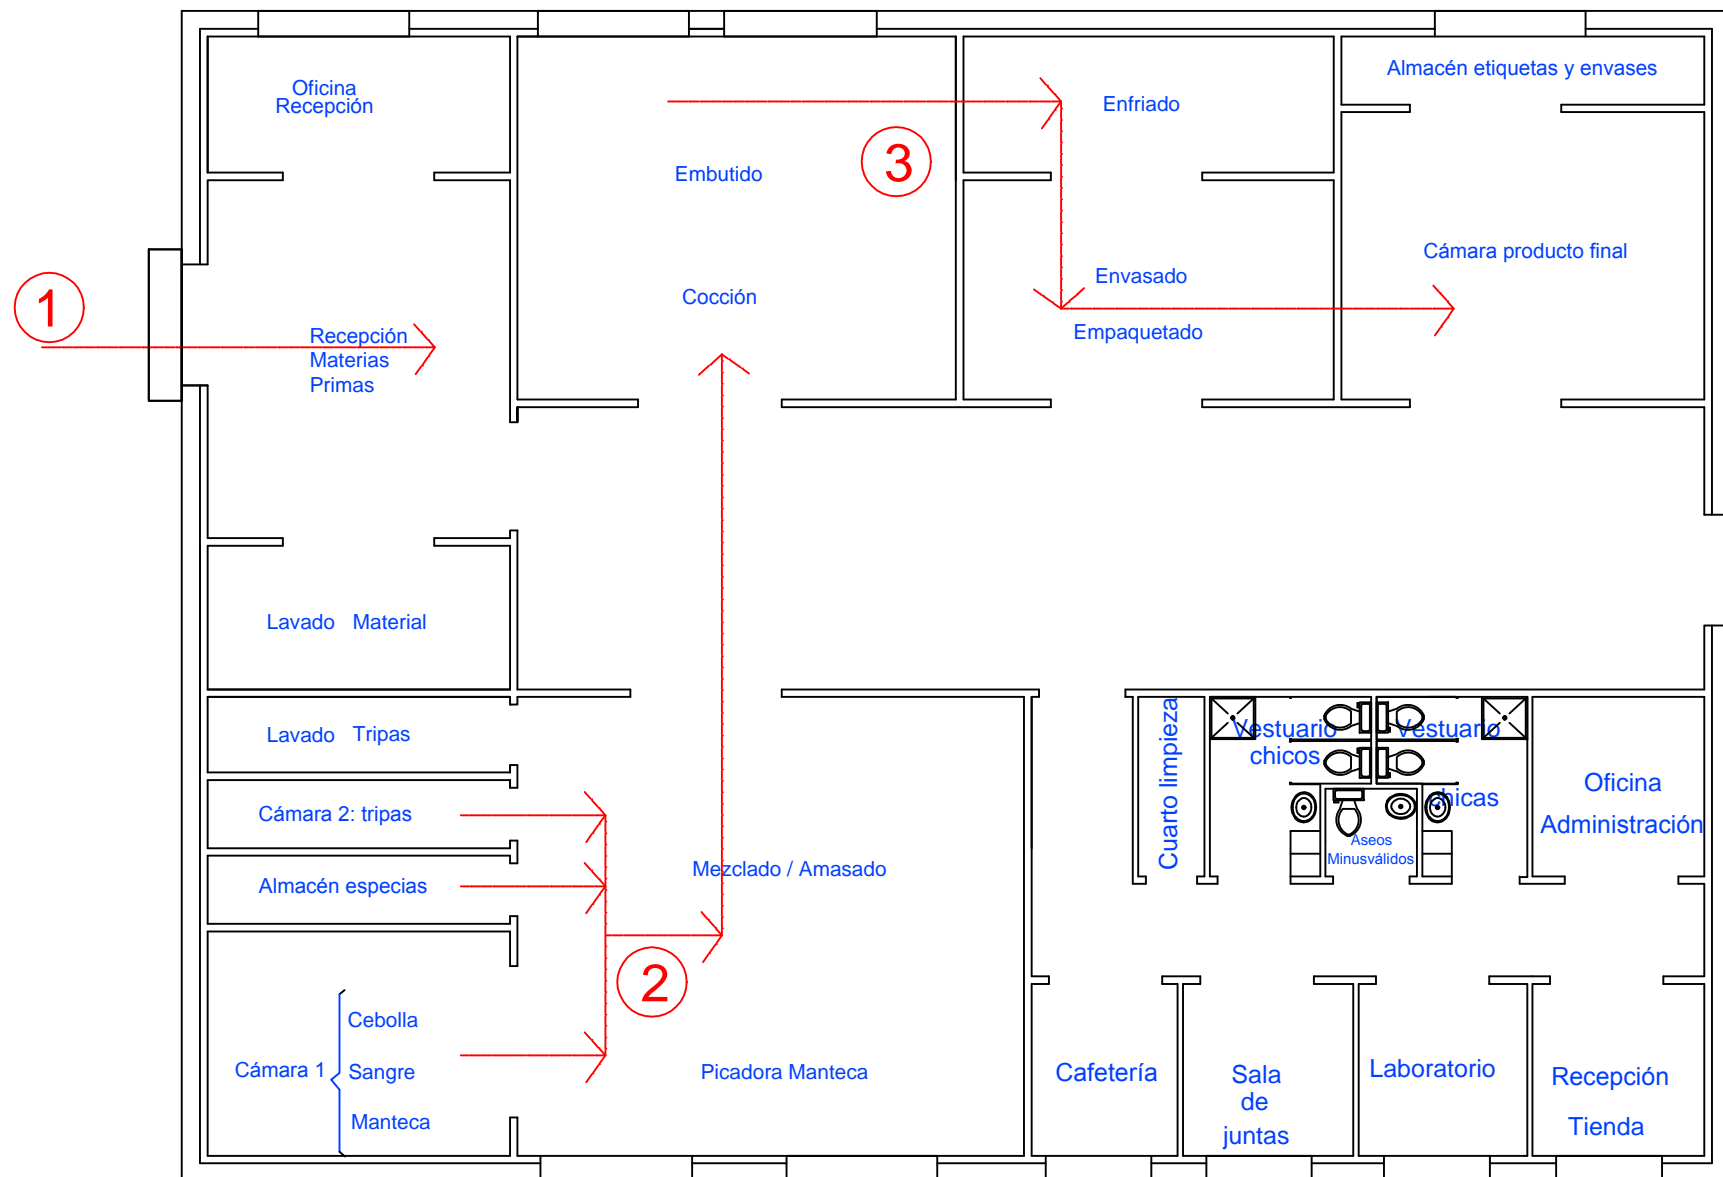 Oficina
Recepción
Almacén etiquetas y envases
Enfriado
3
Embutido
Cámara producto final
Envasado
Cocción
1
Empaquetado
Recepción
Materias
Primas
Lavado Material
Lavado Tripas
Cámara 2: tripas
Almacén especias
Mezclado / Amasado
2
Cámara 1
Cebolla
Sangre
Manteca
Picadora Manteca
Cuarto limpieza
Vestuario
chicos
Vestuario
chicas
Aseos
Minusválidos
Oficina
Administración
Cafetería
Sala
de
juntas
Laboratorio
Recepción
Tienda